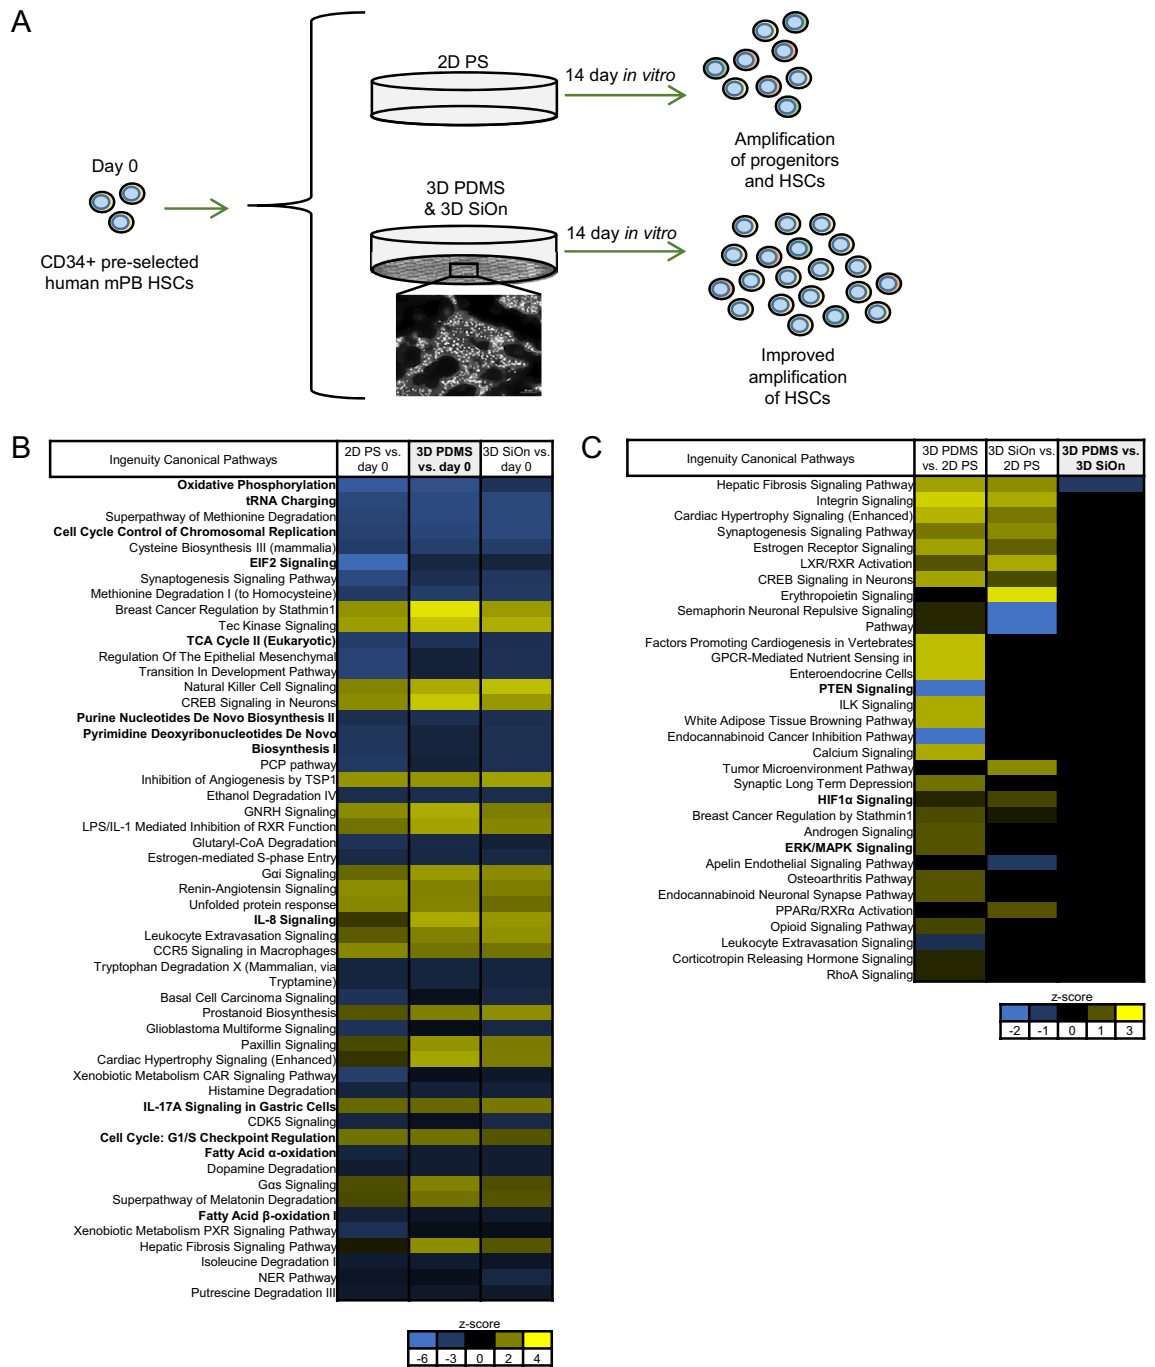 A
2D PS
14 day in vitro
Amplification
of progenitors
and HSCs
Day 0
CD34+ pre-selected
human mPB HSCs
3D PDMS
& 3D SiOn
14 day in vitro
Improved
amplification
of HSCs
B
Ingenuity Canonical Pathways
2D PS vs.
day 0
3D PDMS
vs. day 0
3D SiOn vs.
day 0
Oxidative Phosphorylation
tRNA Charging
Superpathway of Methionine Degradation
Cell Cycle Control of Chromosomal Replication
Cysteine Biosynthesis III (mammalia)
EIF2 Signaling
Synaptogenesis Signaling Pathway
Methionine Degradation I (to Homocysteine)
Breast Cancer Regulation by Stathmin1
Tec Kinase Signaling
TCA Cycle II (Eukaryotic)
Regulation Of The Epithelial Mesenchymal
Transition In Development Pathway
Natural Killer Cell Signaling
CREB Signaling in Neurons
Purine Nucleotides De Novo Biosynthesis II
Pyrimidine Deoxyribonucleotides De Novo
Biosynthesis I
PCP pathway
Inhibition of Angiogenesis by TSP1
Ethanol Degradation IV
GNRH Signaling
LPS/IL-1 Mediated Inhibition of RXR Function
Glutaryl-CoA Degradation
Estrogen-mediated S-phase Entry
Gαi Signaling
Renin-Angiotensin Signaling
Unfolded protein response
IL-8 Signaling
Leukocyte Extravasation Signaling
CCR5 Signaling in Macrophages
Tryptophan Degradation X (Mammalian, via
Tryptamine)
Basal Cell Carcinoma Signaling
Prostanoid Biosynthesis
Glioblastoma Multiforme Signaling
Paxillin Signaling
Cardiac Hypertrophy Signaling (Enhanced)
Xenobiotic Metabolism CAR Signaling Pathway
Histamine Degradation
IL-17A Signaling in Gastric Cells
CDK5 Signaling
Cell Cycle: G1/S Checkpoint Regulation
Fatty Acid α-oxidation
Dopamine Degradation
Gαs Signaling
Superpathway of Melatonin Degradation
Fatty Acid β-oxidation I
Xenobiotic Metabolism PXR Signaling Pathway
Hepatic Fibrosis Signaling Pathway
Isoleucine Degradation I
NER Pathway
Putrescine Degradation III
z-score
-6 -3 0 2 4
C
Ingenuity Canonical Pathways
3D PDMS
vs. 2D PS
3D SiOn vs.
2D PS
3D PDMS vs.
3D SiOn
Hepatic Fibrosis Signaling Pathway
Integrin Signaling
Cardiac Hypertrophy Signaling (Enhanced)
Synaptogenesis Signaling Pathway
Estrogen Receptor Signaling
LXR/RXR Activation
CREB Signaling in Neurons
Erythropoietin Signaling
Semaphorin Neuronal Repulsive Signaling
Pathway
Factors Promoting Cardiogenesis in Vertebrates
GPCR-Mediated Nutrient Sensing in
Enteroendocrine Cells
PTEN Signaling
ILK Signaling
White Adipose Tissue Browning Pathway
Endocannabinoid Cancer Inhibition Pathway
Calcium Signaling
Tumor Microenvironment Pathway
Synaptic Long Term Depression
HIF1α Signaling
Breast Cancer Regulation by Stathmin1
Androgen Signaling
ERK/MAPK Signaling
Apelin Endothelial Signaling Pathway
Osteoarthritis Pathway
Endocannabinoid Neuronal Synapse Pathway
PPARα/RXRα Activation
Opioid Signaling Pathway
Leukocyte Extravasation Signaling
Corticotropin Releasing Hormone Signaling
RhoA Signaling
z-score
-2 -1 0 1 3